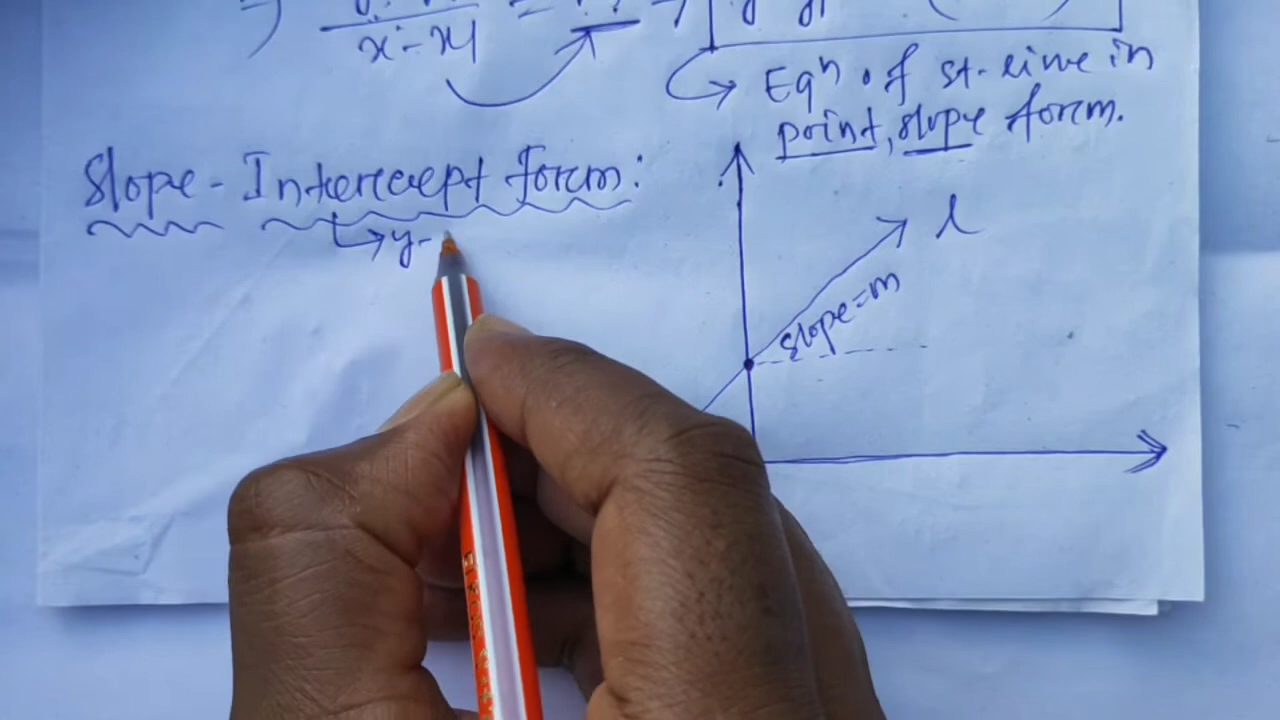 x - x1
Eqn of st-line in
point, slope form.
Slope - Intercept form:
↳ y-
l
slope=m